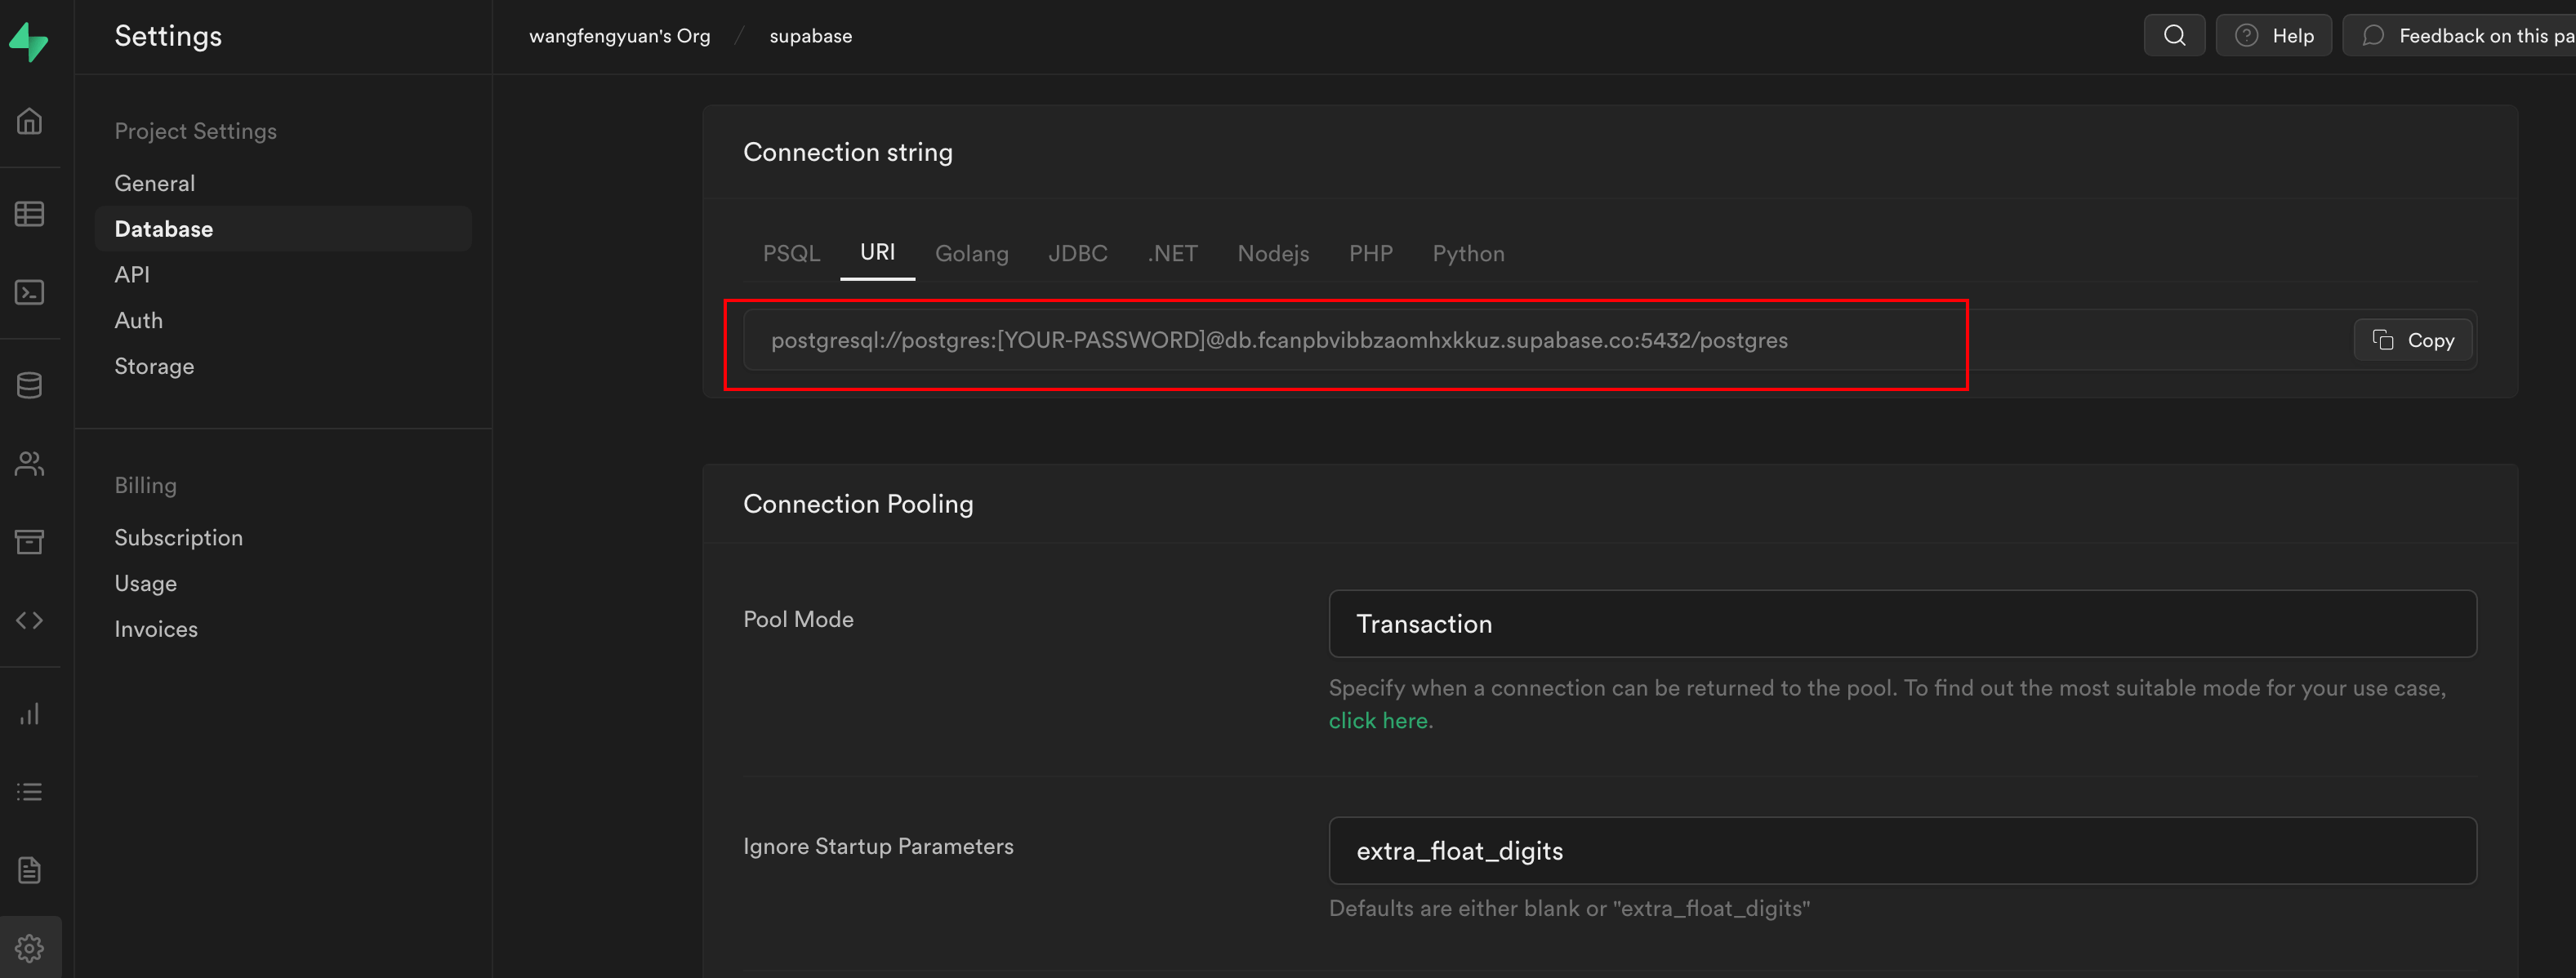 Settings
wangfengyuan's Org / supabase
Help
Feedback on this pa
Project Settings
General
Database
API
Auth
Storage
Billing
Subscription
Usage
Invoices
Connection string
PSQL URI Golang JDBC .NET Nodejs PHP Python
postgresql://postgres:[YOUR-PASSWORD]@db.fcanpbvibbzaomhxkkuz.supabase.co:5432/postgres
Copy
Connection Pooling
Pool Mode
Transaction
Specify when a connection can be returned to the pool. To find out the most suitable mode for your use case,
click here.
Ignore Startup Parameters
extra_float_digits
Defaults are either blank or "extra_float_digits"